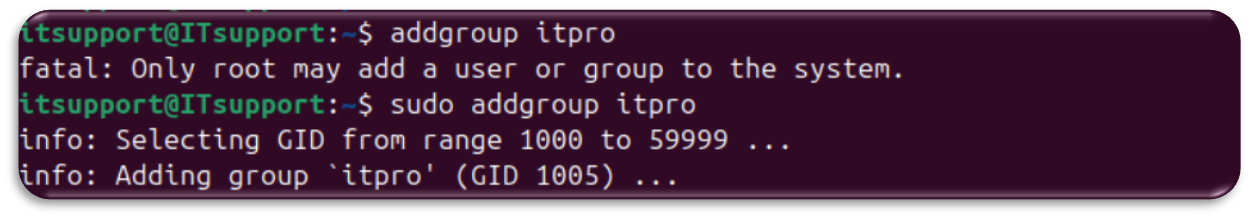 itsupport@ITsupport:~$ addgroup itpro
fatal: Only root may add a user or group to the system.
itsupport@ITsupport:~$ sudo addgroup itpro
info: Selecting GID from range 1000 to 59999 ...
info: Adding group `itpro' (GID 1005) ...